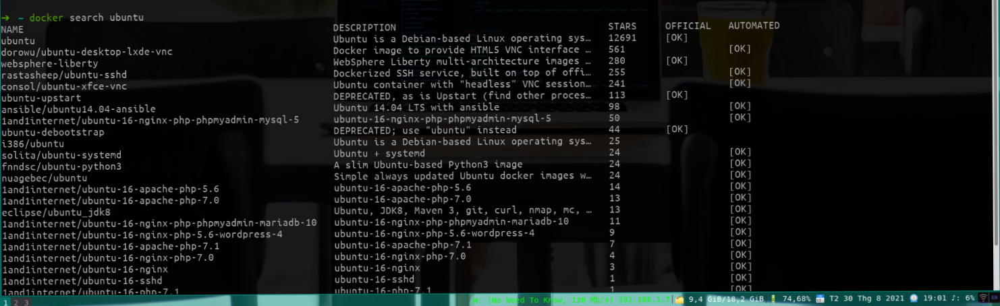 ➜ ~ docker search ubuntu
NAME DESCRIPTION STARS OFFICIAL AUTOMATED
ubuntu Ubuntu is a Debian-based Linux operating sys… 12691 [OK]
dorowu/ubuntu-desktop-lxde-vnc Docker image to provide HTML5 VNC interface … 561 [OK]
websphere-liberty WebSphere Liberty multi-architecture images … 280 [OK]
rastasheep/ubuntu-sshd Dockerized SSH service, built on top of offi… 255 [OK]
consol/ubuntu-xfce-vnc Ubuntu container with "headless" VNC session… 241 [OK]
ubuntu-upstart DEPRECATED, as is Upstart (find other proces… 113 [OK]
ansible/ubuntu14.04-ansible Ubuntu 14.04 LTS with ansible 98 [OK]
1and1internet/ubuntu-16-nginx-php-phpmyadmin-mysql-5 ubuntu-16-nginx-php-phpmyadmin-mysql-5 50 [OK]
ubuntu-debootstrap DEPRECATED; use "ubuntu" instead 44 [OK]
i386/ubuntu Ubuntu is a Debian-based Linux operating sys… 25
solita/ubuntu-systemd Ubuntu + systemd 24 [OK]
fnndsc/ubuntu-python3 A slim Ubuntu-based Python3 image 24 [OK]
nuagebec/ubuntu Simple always updated Ubuntu docker images w… 24 [OK]
1and1internet/ubuntu-16-apache-php-5.6 ubuntu-16-apache-php-5.6 14 [OK]
1and1internet/ubuntu-16-apache-php-7.0 ubuntu-16-apache-php-7.0 13 [OK]
eclipse/ubuntu_jdk8 Ubuntu, JDK8, Maven 3, git, curl, nmap, mc, … 13 [OK]
1and1internet/ubuntu-16-nginx-php-phpmyadmin-mariadb-10 ubuntu-16-nginx-php-phpmyadmin-mariadb-10 11 [OK]
1and1internet/ubuntu-16-nginx-php-5.6-wordpress-4 ubuntu-16-nginx-php-5.6-wordpress-4 9 [OK]
1and1internet/ubuntu-16-apache-php-7.1 ubuntu-16-apache-php-7.1 7 [OK]
1and1internet/ubuntu-16-nginx-php-7.0 ubuntu-16-nginx-php-7.0 4 [OK]
1and1internet/ubuntu-16-nginx ubuntu-16-nginx 3 [OK]
1and1internet/ubuntu-16-sshd ubuntu-16-sshd 1 [OK]
1and1internet/ubuntu-16-php-7.1 ubuntu-16-php-7.1 1 [OK]
1 2 3 W: (No Need To Know, 130 Mb/s) 192.168.1.7| 9,4 GiB/18,2 GiB 74,68% T2 30 Thg 8 2021 19:01 ♪: 6% EN